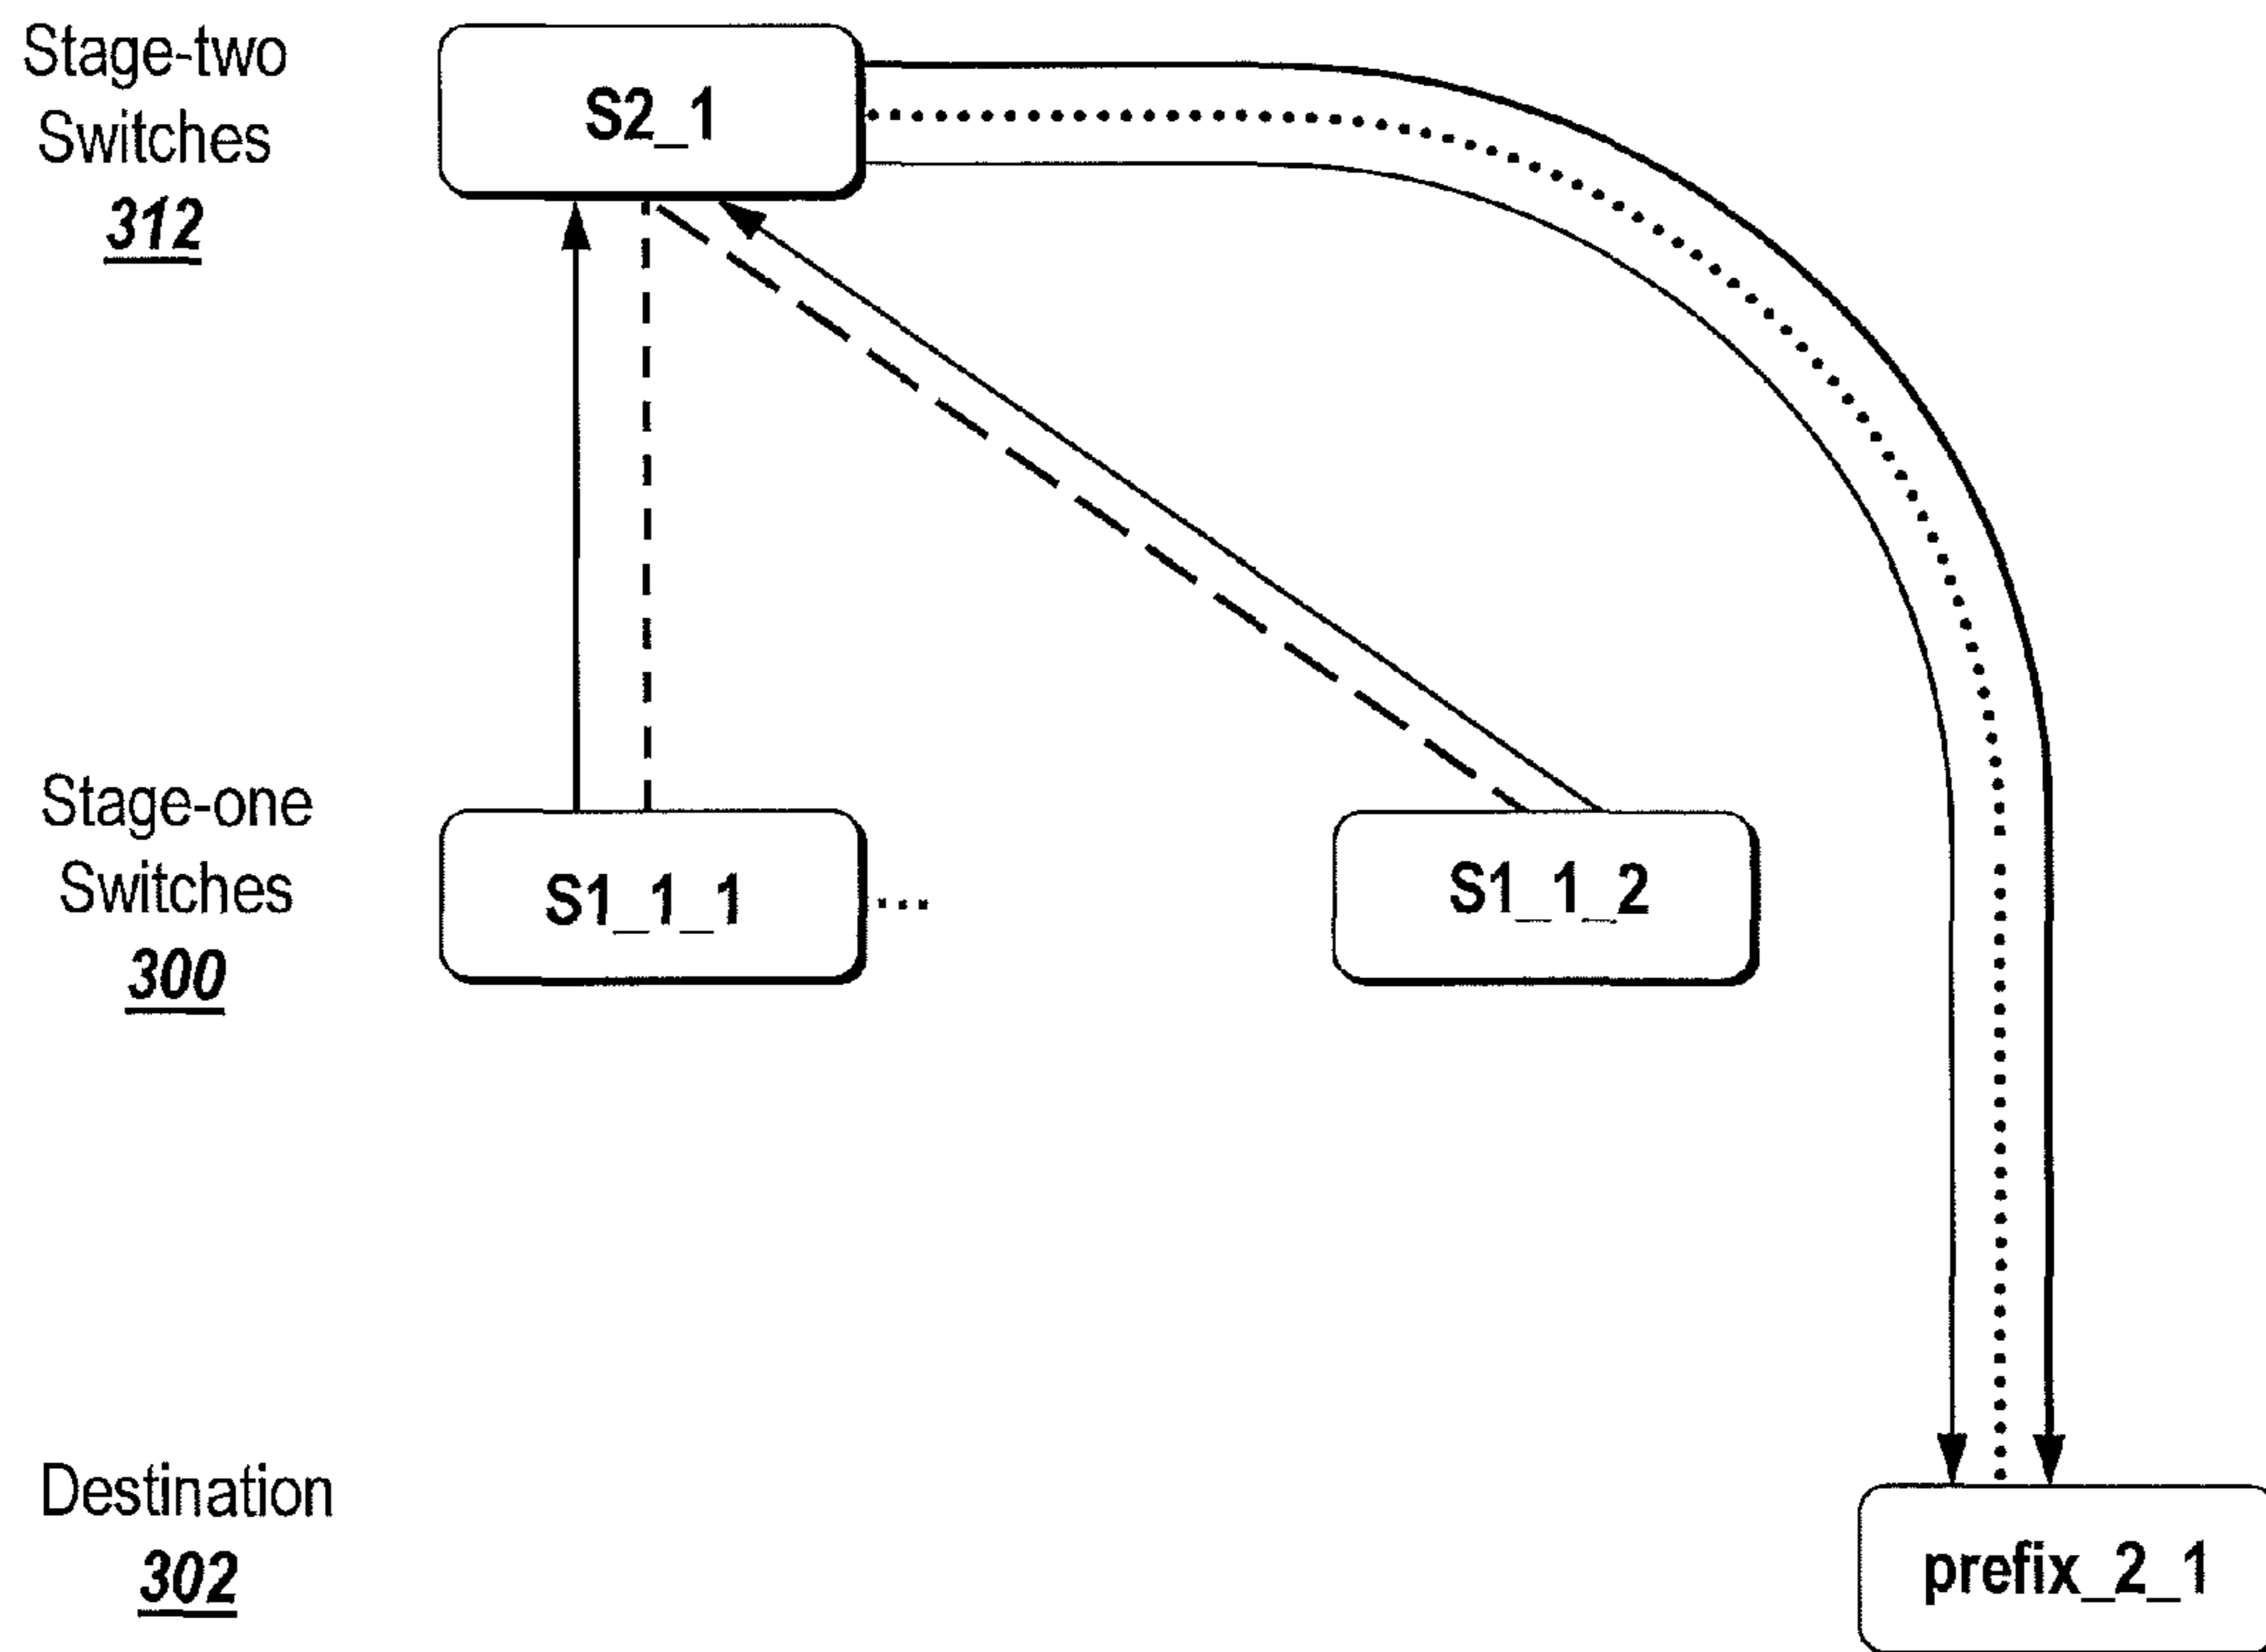 Stage-two
Switches
312
S2_1
Stage-one
Switches
300
S1_1_1
...
S1_1_2
Destination
302
prefix_2_1